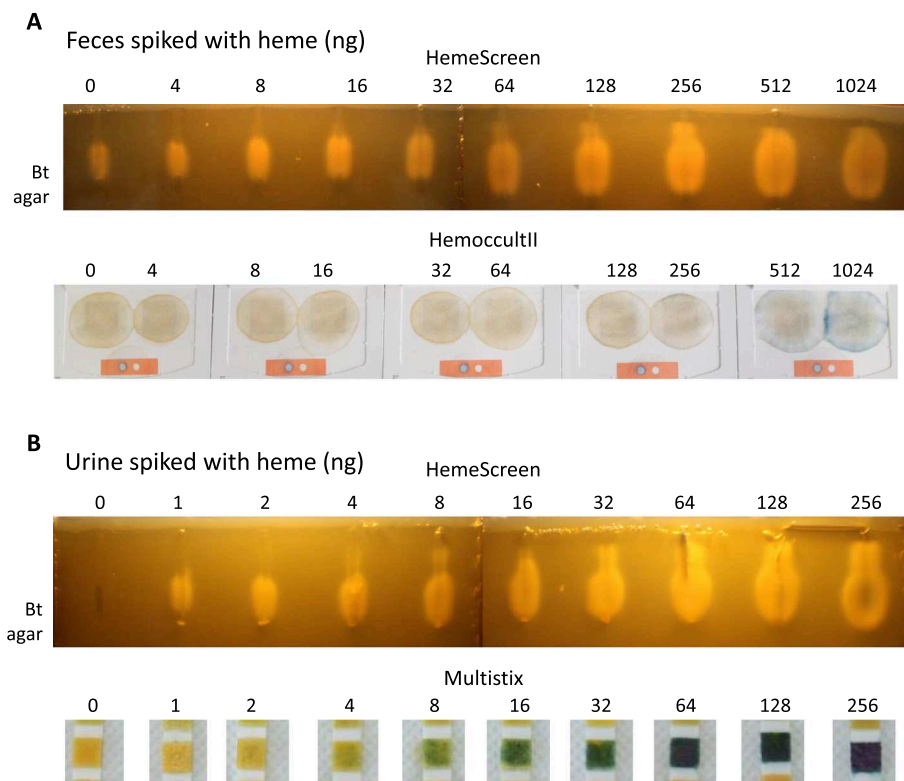 A
Feces spiked with heme (ng)
HemeScreen
0 4 8 16 32 64 128 256 512 1024
Bt
agar
HemoccultII
0 4 8 16 32 64 128 256 512 1024
B
Urine spiked with heme (ng)
HemeScreen
0 1 2 4 8 16 32 64 128 256
Bt
agar
Multistix
0 1 2 4 8 16 32 64 128 256